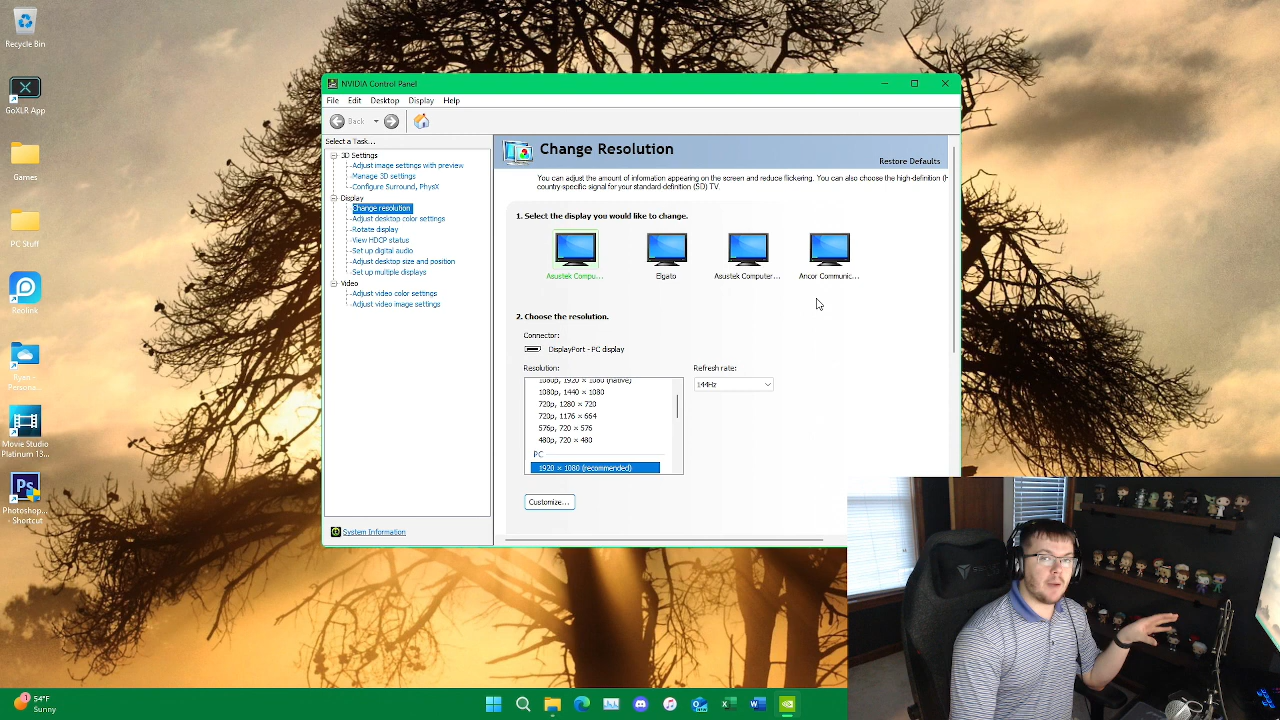 Recycle Bin
GoXLR App
Games
PC Stuff
Reolink
Ryan -
Persona...
Movie Studio
Platinum 13...
Ps
Photoshop...
- Shortcut
NVIDIA Control Panel
File Edit Desktop Display Help
Back
Select a Task...
3D Settings
Adjust image settings with preview
Manage 3D settings
Configure Surround, PhysX
Display
Change resolution
Adjust desktop color settings
Rotate display
View HDCP status
Set up digital audio
Adjust desktop size and position
Set up multiple displays
Video
Adjust video color settings
Adjust video image settings
System Information
Change Resolution
Restore Defaults
You can adjust the amount of information appearing on the screen and reduce flickering. You can also choose the high-definition (H
country-specific signal for your standard definition (SD) TV.
1. Select the display you would like to change.
Asustek Compu... Elgato Asustek Computer... Ancor Communic...
2. Choose the resolution.
Connector:
DisplayPort - PC display
Resolution: Refresh rate:
1080p, 1920 × 1080 (native) 144Hz
1080p, 1440 × 1080
720p, 1280 × 720
720p, 1176 × 664
576p, 720 × 576
480p, 720 × 480
PC
1920 × 1080 (recommended)
Customize...
1
54°F
Sunny